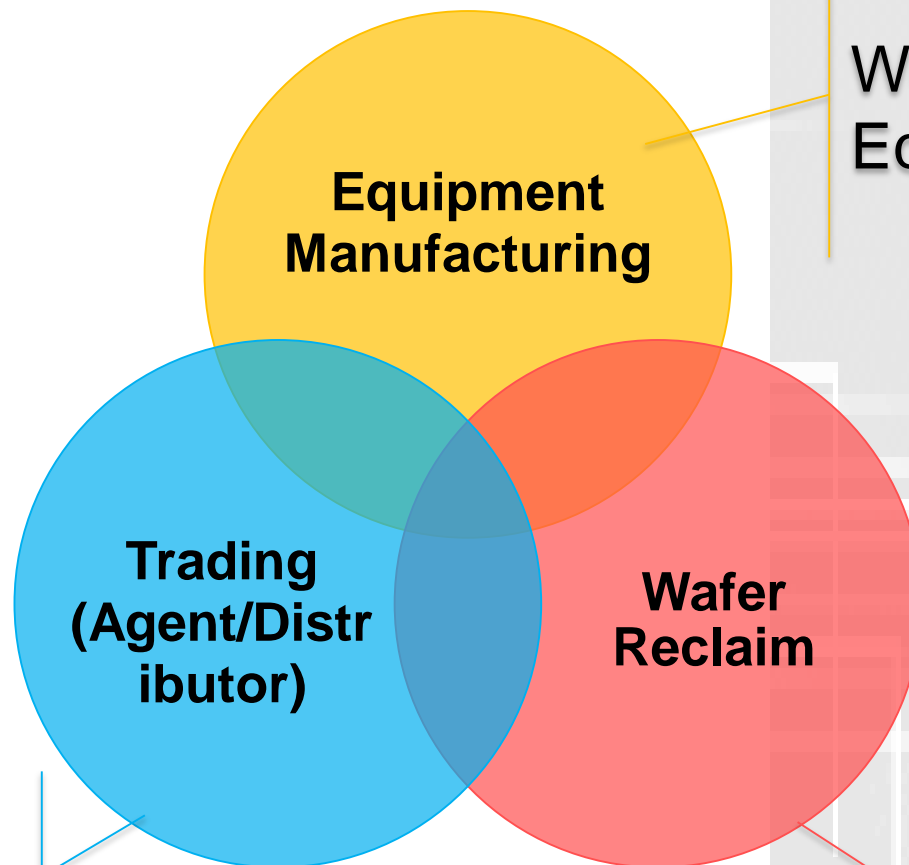 Equipment
Manufacturing
Trading
(Agent/Distr
ibutor)
Wafer
Reclaim